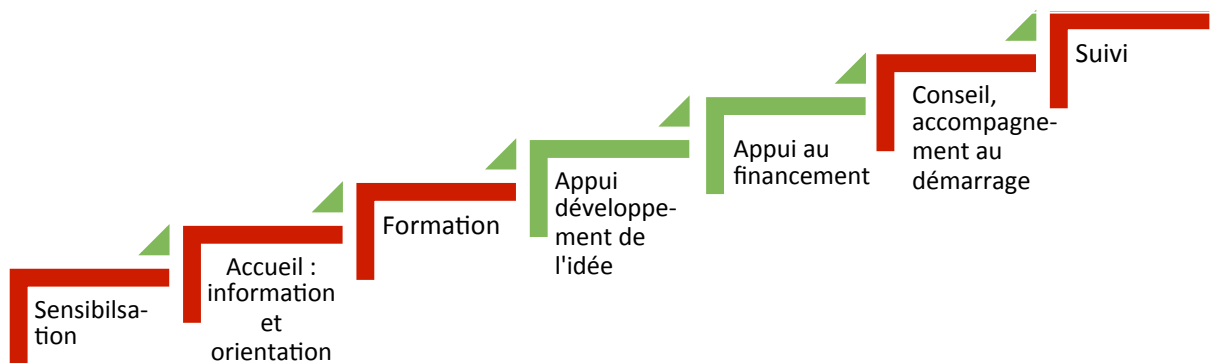 Sensibilsa-
tion
Accueil :
information
et
orientation
Formation
Appui
développe-
ment de
l'idée
Appui au
financement
Conseil,
accompagne-
ment au
démarrage
Suivi